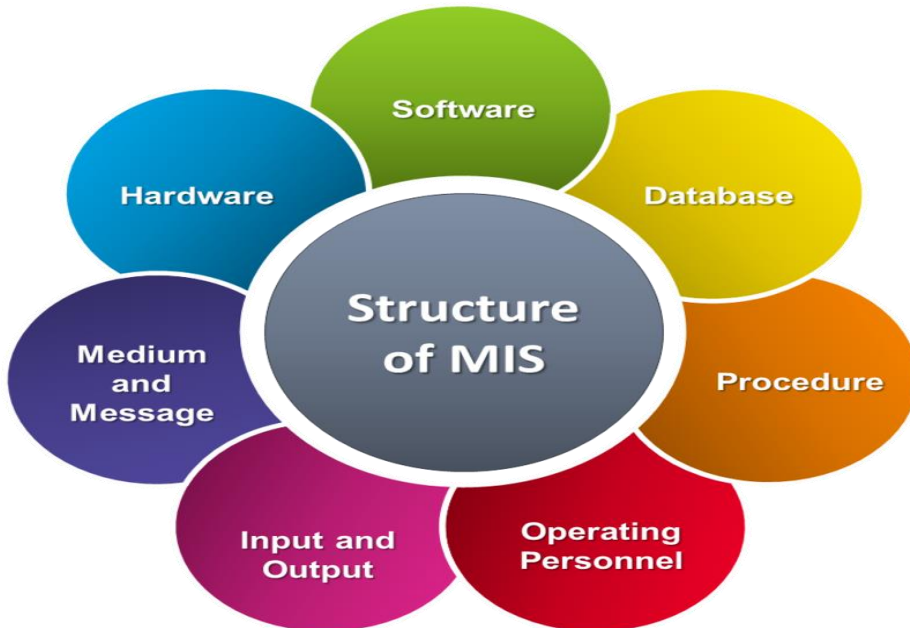 Software
Hardware
Database
Structure
of MIS
Medium
and
Message
Procedure
Input and
Output
Operating
Personnel